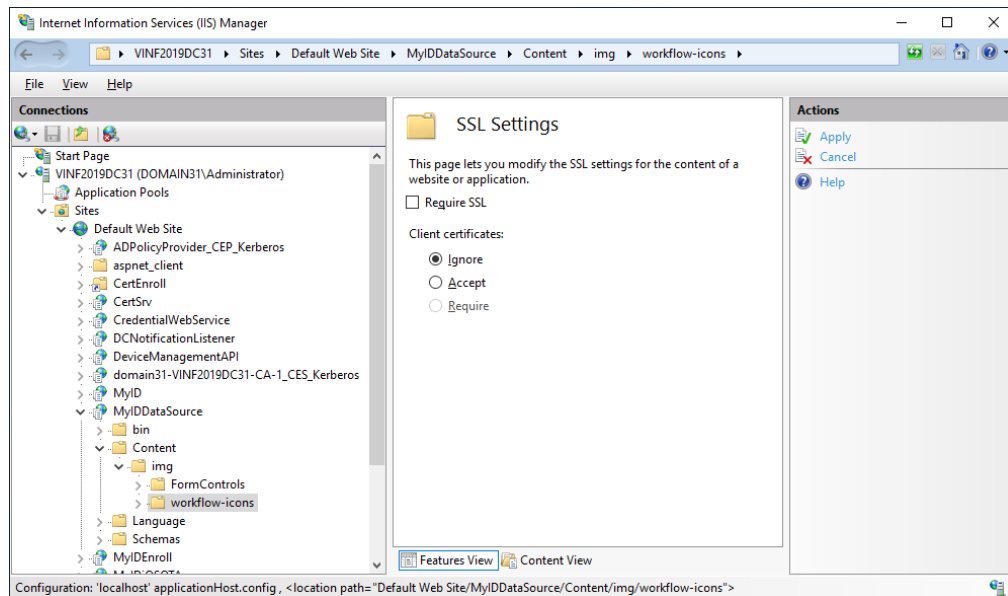 Internet Information Services (IIS) Manager
VINF2019DC31 Sites Default Web Site MyIDDataSource Content img workflow-icons
File View Help
Connections
Start Page
VINF2019DC31 (DOMAIN31\Administrator)
Application Pools
Sites
Default Web Site
ADPolicyProvider_CEP_Kerberos
aspnet_client
CertEnroll
CertSrv
CredentialWebService
DCNotificationListener
DeviceManagementAPI
domain31-VINF2019DC31-CA-1_CES_Kerberos
MyID
MyIDDataSource
bin
Content
img
FormControls
workflow-icons
Language
Schemas
MyIDEnroll
SSL Settings
This page lets you modify the SSL settings for the content of a
website or application.
Require SSL
Client certificates:
Ignore
Accept
Require
Features View Content View
Actions
Apply
Cancel
Help
Configuration: 'localhost' applicationHost.config , <location path="Default Web Site/MyIDDataSource/Content/img/workflow-icons">